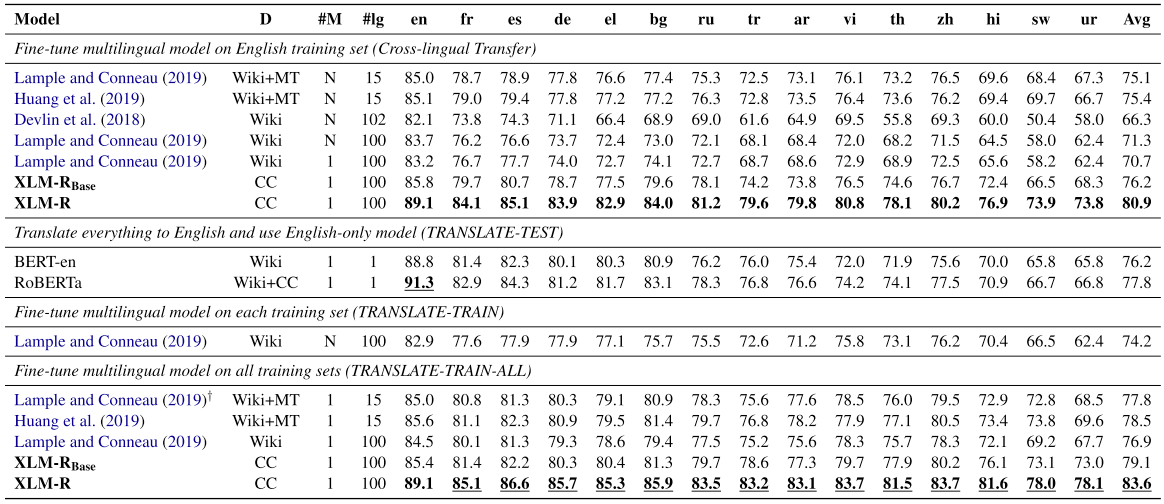 Model D #M #lg en fr es de el bg ru tr ar vi th zh hi sw ur Avg
Fine-tune multilingual model on English training set (Cross-lingual Transfer)
Lample and Conneau (2019) Wiki+MT N 15 85.0 78.7 78.9 77.8 76.6 77.4 75.3 72.5 73.1 76.1 73.2 76.5 69.6 68.4 67.3 75.1
Huang et al. (2019) Wiki+MT N 15 85.1 79.0 79.4 77.8 77.2 77.2 76.3 72.8 73.5 76.4 73.6 76.2 69.4 69.7 66.7 75.4
Devlin et al. (2018) Wiki N 102 82.1 73.8 74.3 71.1 66.4 68.9 69.0 61.6 64.9 69.5 55.8 69.3 60.0 50.4 58.0 66.3
Lample and Conneau (2019) Wiki N 100 83.7 76.2 76.6 73.7 72.4 73.0 72.1 68.1 68.4 72.0 68.2 71.5 64.5 58.0 62.4 71.3
Lample and Conneau (2019) Wiki 1 100 83.2 76.7 77.7 74.0 72.7 74.1 72.7 68.7 68.6 72.9 68.9 72.5 65.6 58.2 62.4 70.7
XLM-RBase CC 1 100 85.8 79.7 80.7 78.7 77.5 79.6 78.1 74.2 73.8 76.5 74.6 76.7 72.4 66.5 68.3 76.2
XLM-R CC 1 100 89.1 84.1 85.1 83.9 82.9 84.0 81.2 79.6 79.8 80.8 78.1 80.2 76.9 73.9 73.8 80.9
Translate everything to English and use English-only model (TRANSLATE-TEST)
BERT-en Wiki 1 1 88.8 81.4 82.3 80.1 80.3 80.9 76.2 76.0 75.4 72.0 71.9 75.6 70.0 65.8 65.8 76.2
RoBERTa Wiki+CC 1 1 91.3 82.9 84.3 81.2 81.7 83.1 78.3 76.8 76.6 74.2 74.1 77.5 70.9 66.7 66.8 77.8
Fine-tune multilingual model on each training set (TRANSLATE-TRAIN)
Lample and Conneau (2019) Wiki N 100 82.9 77.6 77.9 77.9 77.1 75.7 75.5 72.6 71.2 75.8 73.1 76.2 70.4 66.5 62.4 74.2
Fine-tune multilingual model on all training sets (TRANSLATE-TRAIN-ALL)
Lample and Conneau (2019)† Wiki+MT 1 15 85.0 80.8 81.3 80.3 79.1 80.9 78.3 75.6 77.6 78.5 76.0 79.5 72.9 72.8 68.5 77.8
Huang et al. (2019) Wiki+MT 1 15 85.6 81.1 82.3 80.9 79.5 81.4 79.7 76.8 78.2 77.9 77.1 80.5 73.4 73.8 69.6 78.5
Lample and Conneau (2019) Wiki 1 100 84.5 80.1 81.3 79.3 78.6 79.4 77.5 75.2 75.6 78.3 75.7 78.3 72.1 69.2 67.7 76.9
XLM-RBase CC 1 100 85.4 81.4 82.2 80.3 80.4 81.3 79.7 78.6 77.3 79.7 77.9 80.2 76.1 73.1 73.0 79.1
XLM-R CC 1 100 89.1 85.1 86.6 85.7 85.3 85.9 83.5 83.2 83.1 83.7 81.5 83.7 81.6 78.0 78.1 83.6